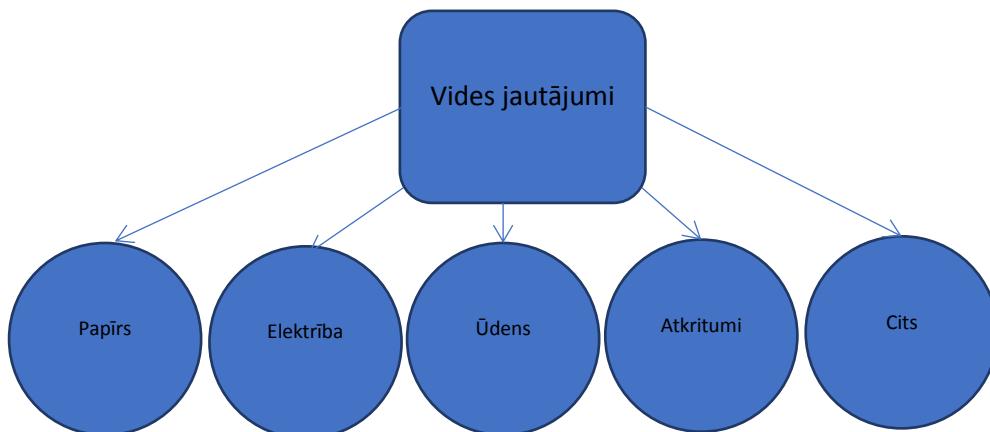 Vides jautājumi
Papīrs
Elektrība
Ūdens
Atkritumi
Cits